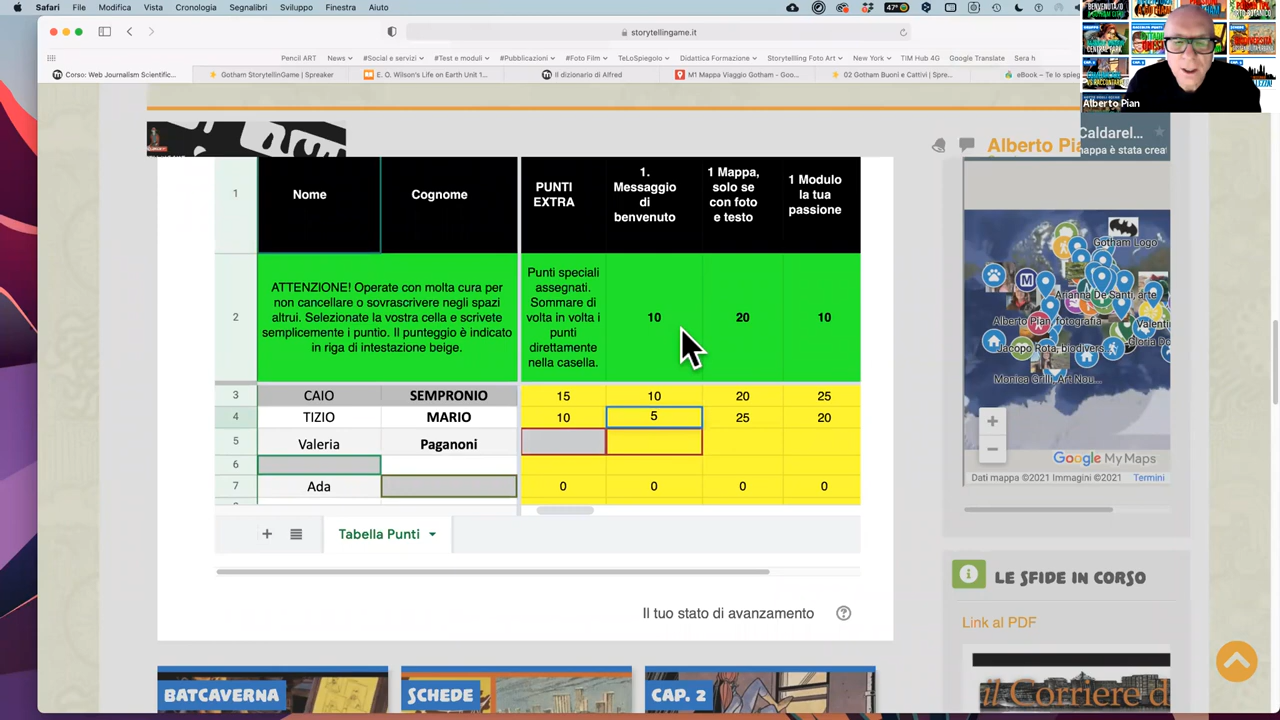 Safari File Modifica Vista Cronologia Segnalibri Sviluppo Finestra Aiuto
47°
storytellingame.it
Pencil ART News #Social e servizi #Test e moduli #Pubblicazioni #Foto Film TeLoSpiegolo Didattica Formazione Storytelling Foto Art New York TIM Hub 4G Google Translate Sara h
Corso: Web Journalism Scientific... Gotham StorytellinGame | Spreaker E. O. Wilson's Life on Earth Unit 1... Il dizionario di Alfred M1 Mappa Viaggio Gotham - Goo... 02 Gotham Buoni e Cattivi | Spre... eBook – Te lo spieg
Alberto Pian
Caldarel...
mappa è stata crea
Alberto Pia
1 Nome Cognome PUNTI EXTRA 1. Messaggio di benvenuto 1 Mappa, solo se con foto e testo 1 Modulo la tua passione
2 ATTENZIONE! Operate con molta cura per
non cancellare o sovrascrivere negli spazi
altrui. Selezionate la vostra cella e scrivete
semplicemente i puntio. Il punteggio è indicato
in riga di intestazione beige.
Punti speciali
assegnati.
Sommare di
volta in volta i
punti
direttamente
nella casella.
10 20 10
3 CAIO SEMPRONIO 15 10 20 25
4 TIZIO MARIO 10 5 25 20
5 Valeria Paganoni
6
7 Ada 0 0 0 0
Tabella Punti
Il tuo stato di avanzamento
BATCAVERNA SCHEDE CAP. 2
Gotham Logo
Arianna De Santi, arte
Alberto Pian, fotografia
Valentin
Jacopo Rota, biodivers
Gloria Do
Monica Grilli, Art Nou...
Google My Maps
Dati mappa ©2021 Immagini ©2021 Termini
LE SFIDE IN CORSO
Link al PDF
il Corriere d